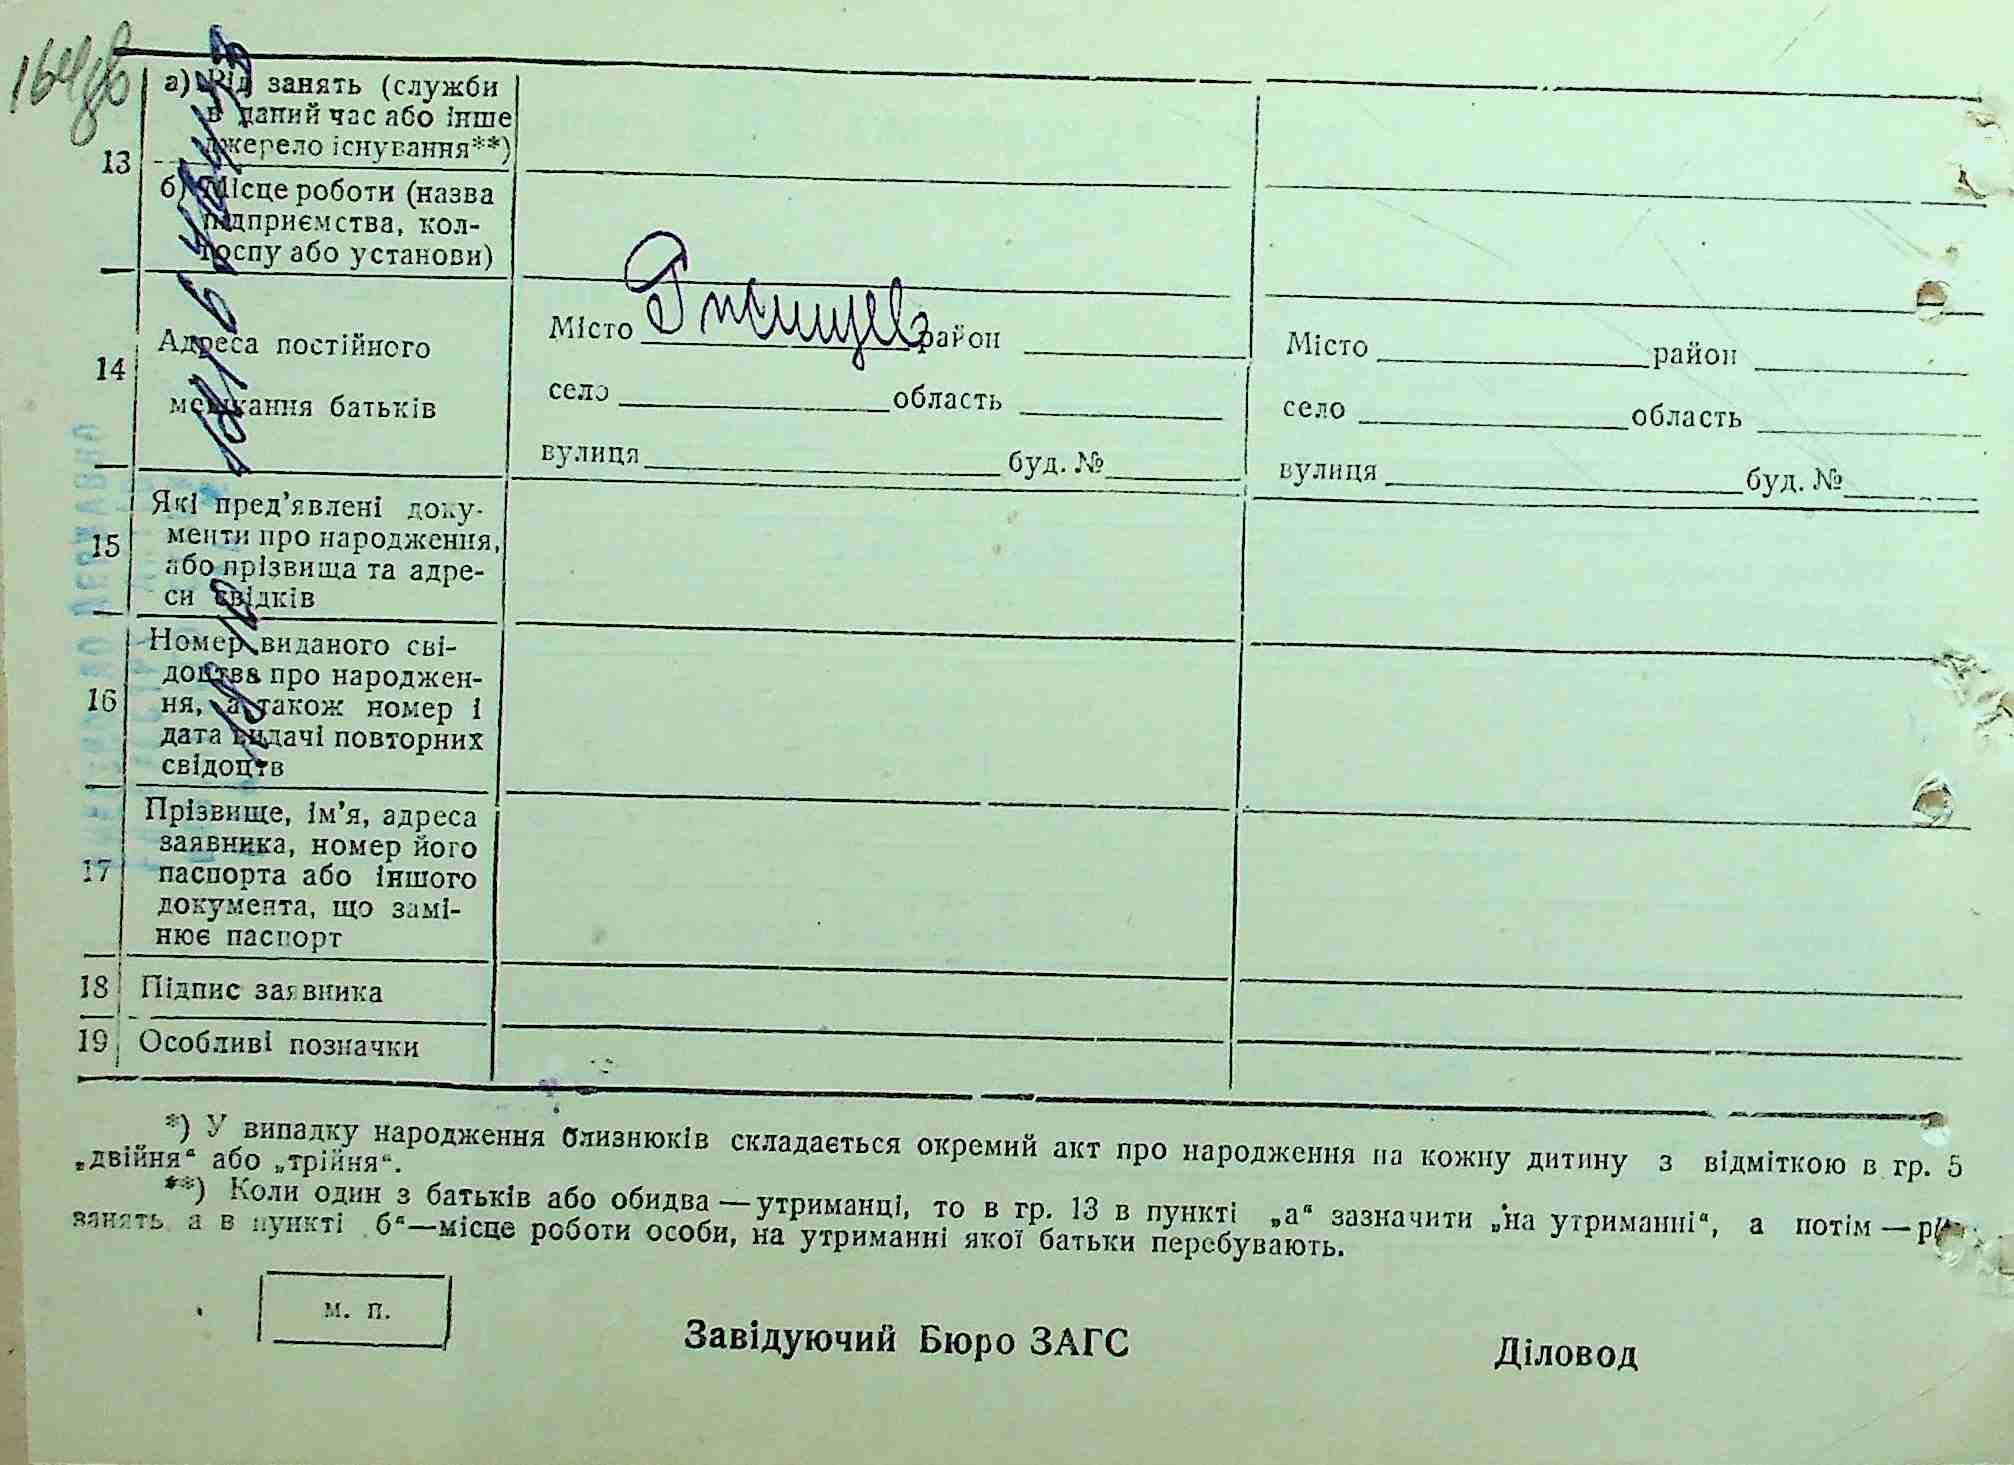 164зв
13
а) Рід занять (служби
в даний час або інше
джерело існування**)
б) Місце роботи (назва
підприємства, кол-
госпу або установи)
14
Адреса постійного
мешкання батьків
Місто Ржищев район
село область
вулиця буд. №
Місто район
село область
вулиця буд. №
15
Які пред’явлені доку-
менти про народження,
або прізвища та адре-
си свідків
16
Номер виданого сві-
доцтва про народжен-
ня, а також номер і
дата видачі повторних
свідоцтв
17
Прізвище, ім’я, адреса
заявника, номер його
паспорта або іншого
документа, що замі-
нює паспорт
18 Підпис заявника
19 Особливі позначки
*) У випадку народження близнюків складається окремий акт про народження на кожну дитину з відміткою в гр. 5
„двійня“ або „трійня“.
**) Коли один з батьків або обидва — утриманці, то в гр. 13 в пункті „а“ зазначити „на утриманні“, а потім — рід
занять, а в пункті „б“—місце роботи особи, на утриманні якої батьки перебувають.
м. п.
Завідуючий Бюро ЗАГС
Діловод